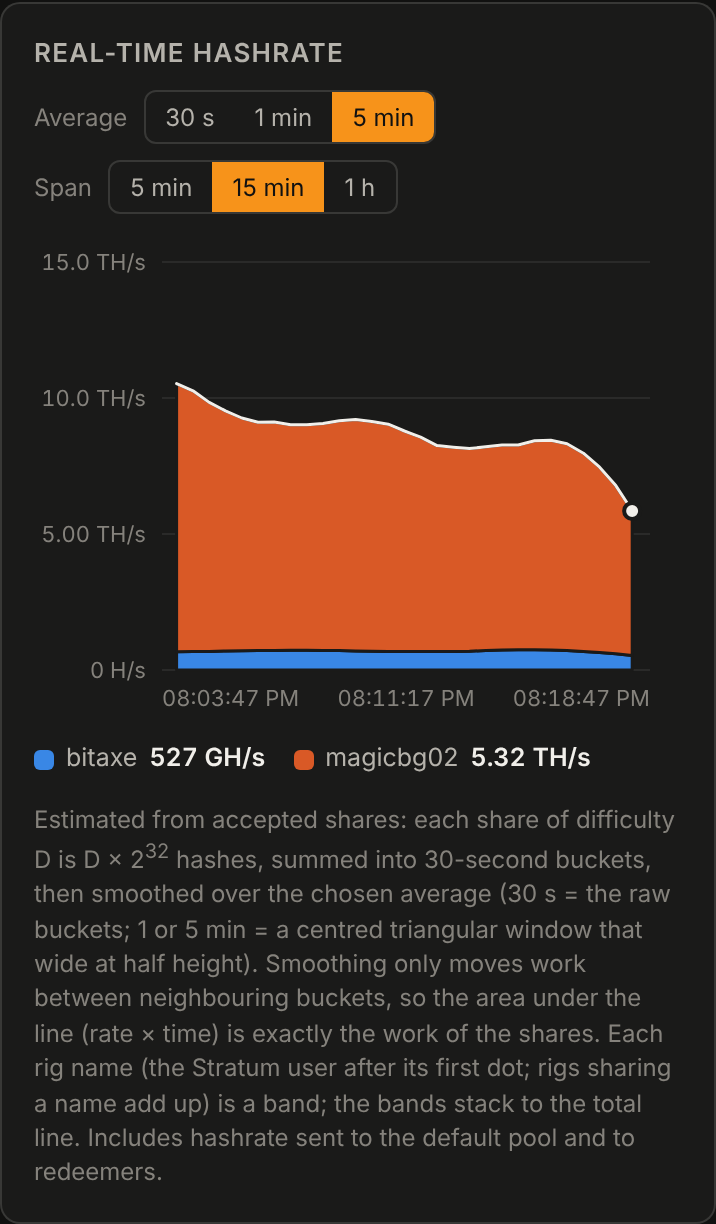 REAL-TIME HASHRATE
Average 30 s 1 min 5 min
Span 5 min 15 min 1 h
15.0 TH/s
10.0 TH/s
5.00 TH/s
0 H/s
08:03:47 PM 08:11:17 PM 08:18:47 PM
bitaxe 527 GH/s magicbg02 5.32 TH/s
Estimated from accepted shares: each share of difficulty
D is D × 2³² hashes, summed into 30-second buckets,
then smoothed over the chosen average (30 s = the raw
buckets; 1 or 5 min = a centred triangular window that
wide at half height). Smoothing only moves work
between neighbouring buckets, so the area under the
line (rate × time) is exactly the work of the shares. Each
rig name (the Stratum user after its first dot; rigs sharing
a name add up) is a band; the bands stack to the total
line. Includes hashrate sent to the default pool and to
redeemers.